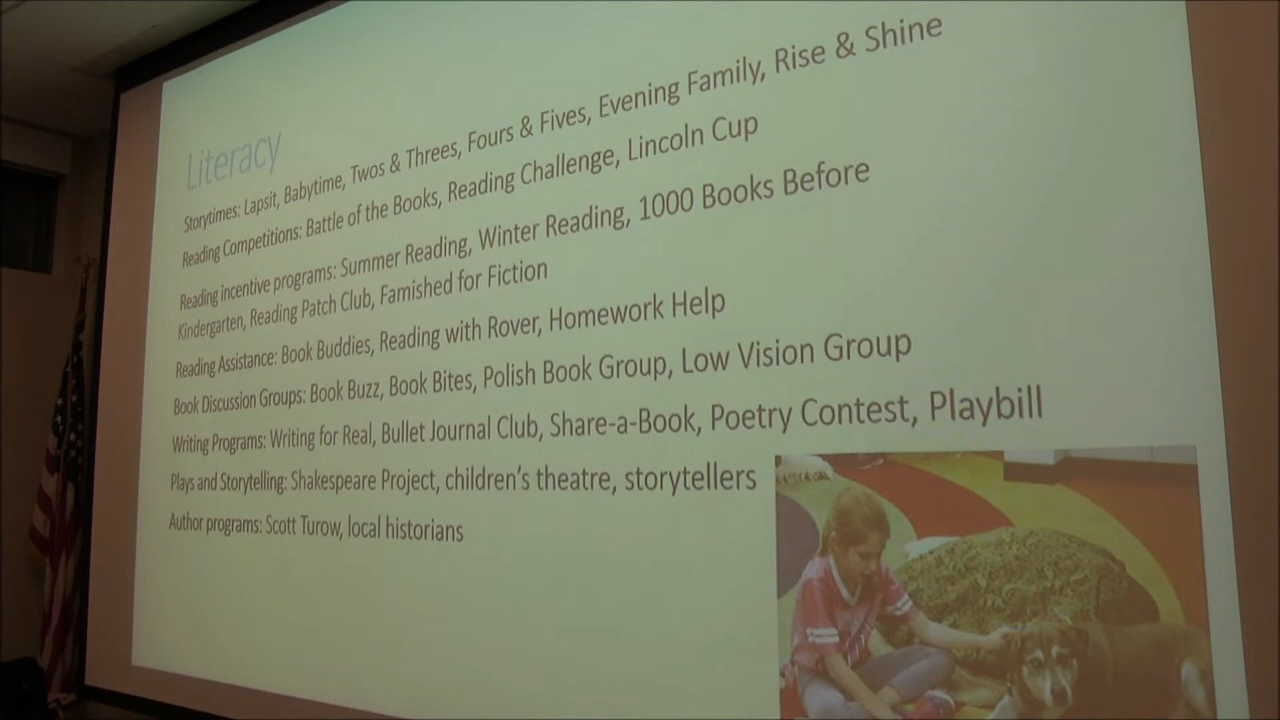 Literacy
Storytimes: Lapsit, Babytime, Twos & Threes, Fours & Fives, Evening Family, Rise & Shine
Reading Competitions: Battle of the Books, Reading Challenge, Lincoln Cup
Reading incentive programs: Summer Reading, Winter Reading, 1000 Books Before
Kindergarten, Reading Patch Club, Famished for Fiction
Reading Assistance: Book Buddies, Reading with Rover, Homework Help
Book Discussion Groups: Book Buzz, Book Bites, Polish Book Group, Low Vision Group
Writing Programs: Writing for Real, Bullet Journal Club, Share-a-Book, Poetry Contest, Playbill
Plays and Storytelling: Shakespeare Project, children's theatre, storytellers
Author programs: Scott Turow, local historians